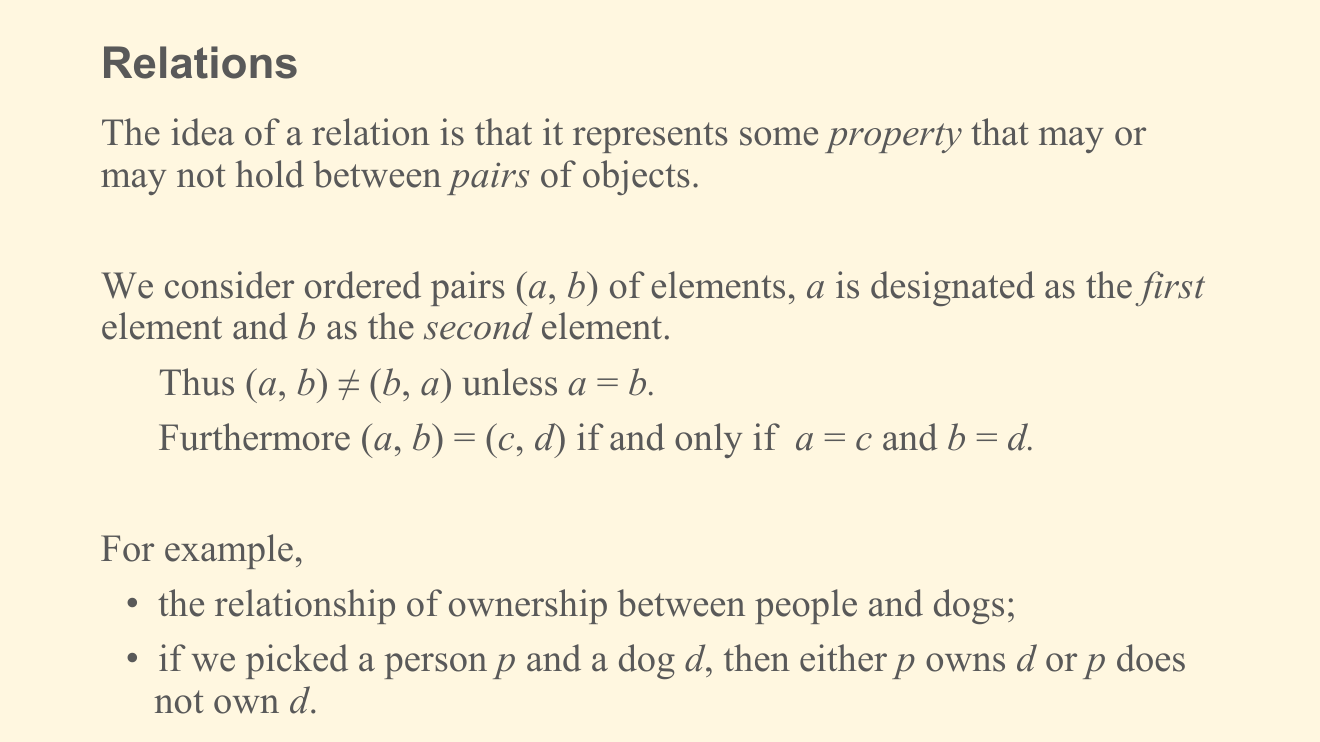 Relations
The idea of a relation is that it represents some property that may or
may not hold between pairs of objects.
We consider ordered pairs (a, b) of elements, a is designated as the first
element and b as the second element.
Thus (a, b) ≠ (b, a) unless a = b.
Furthermore (a, b) = (c, d) if and only if  a = c and b = d.
For example,
• the relationship of ownership between people and dogs;
• if we picked a person p and a dog d, then either p owns d or p does
not own d.